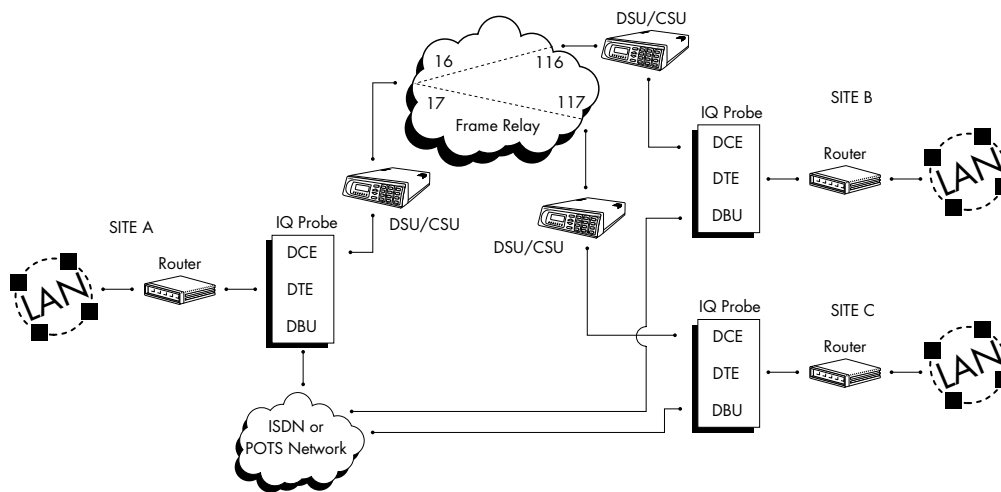 DSU/CSU
16
116
17
117
Frame Relay
DSU/CSU
DSU/CSU
SITE A
Router
LAN
IQ Probe
DCE
DTE
DBU
ISDN or
POTS Network
SITE B
IQ Probe
DCE
DTE
DBU
Router
LAN
SITE C
IQ Probe
DCE
DTE
DBU
Router
LAN